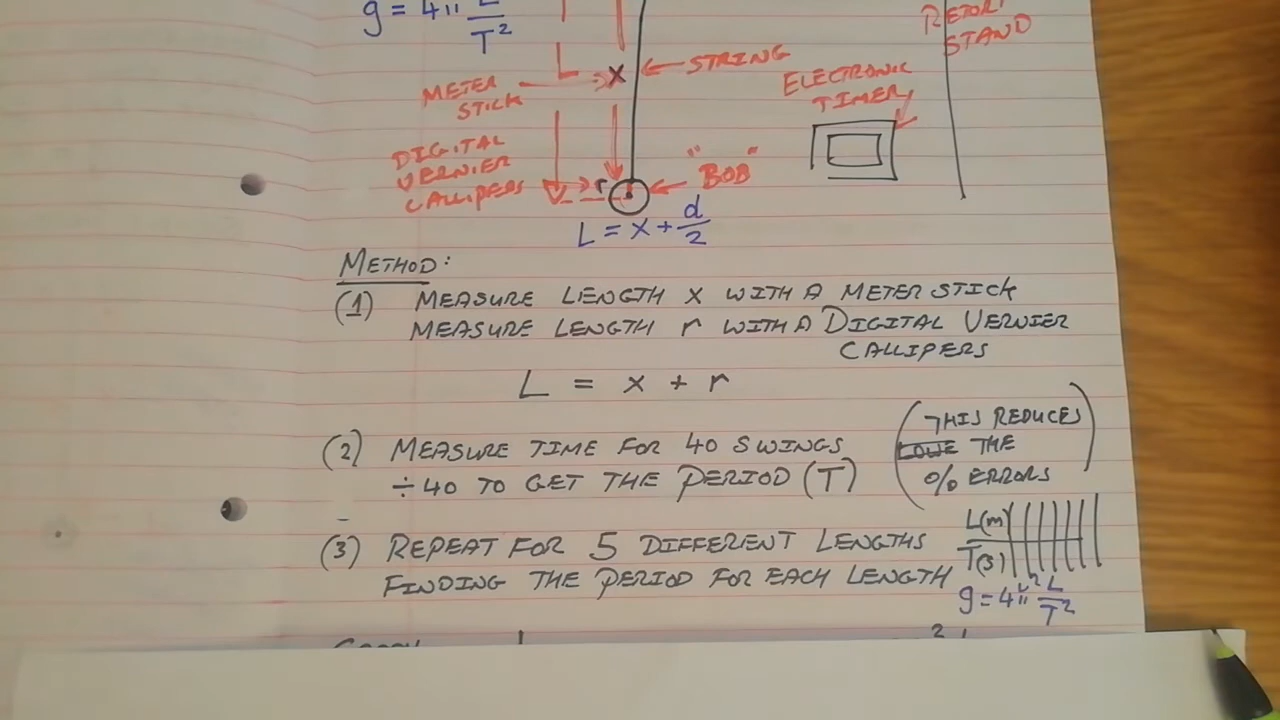 g = 4π L
T²
RETORT
STAND
STRING
L
X
METER
STICK
ELECTRONIC
TIMER
DIGITAL
VERNIER
CALLIPERS
r
"BOB"
L = x + d/2
METHOD:
(1) MEASURE LENGTH X WITH A METER STICK
MEASURE LENGTH r WITH A DIGITAL VERNIER
CALLIPERS
L = x + r
(2) MEASURE TIME FOR 40 SWINGS
÷40 TO GET THE PERIOD (T)
(THIS REDUCES
THE
% ERRORS)
(3) REPEAT FOR 5 DIFFERENT LENGTHS
FINDING THE PERIOD FOR EACH LENGTH
L(m)
T(s)
g = 4π² L/T²